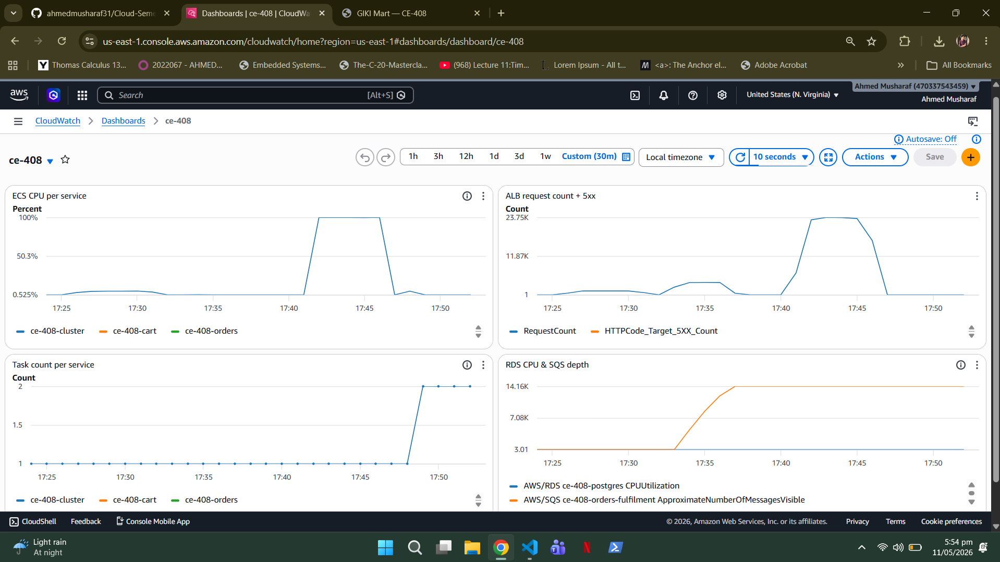 ahmedmusharaf31/Cloud-Seme
Dashboards | ce-408 | CloudWa
GIKI Mart — CE-408
us-east-1.console.aws.amazon.com/cloudwatch/home?region=us-east-1#dashboards/dashboard/ce-408
Thomas Calculus 13...
2022067 - AHMED...
Embedded Systems...
The-C-20-Mastercla...
(968) Lecture 11:Tim...
Lorem Ipsum - All t...
<a>: The Anchor el...
Adobe Acrobat
All Bookmarks
aws
Search
[Alt+S]
United States (N. Virginia)
Ahmed Musharaf (470337543459)
Ahmed Musharaf
CloudWatch
Dashboards
ce-408
Autosave: Off
ce-408
1h
3h
12h
1d
3d
1w
Custom (30m)
Local timezone
10 seconds
Actions
Save
ECS CPU per service
Percent
100%
50.3%
0.525%
17:25
17:30
17:35
17:40
17:45
17:50
ce-408-cluster
ce-408-cart
ce-408-orders
ALB request count + 5xx
Count
23.75K
11.87K
1
17:25
17:30
17:35
17:40
17:45
17:50
RequestCount
HTTPCode_Target_5XX_Count
Task count per service
Count
2
1.5
1
17:25
17:30
17:35
17:40
17:45
17:50
ce-408-cluster
ce-408-cart
ce-408-orders
RDS CPU & SQS depth
14.16K
7.08K
3.01
17:25
17:30
17:35
17:40
17:45
17:50
AWS/RDS ce-408-postgres CPUUtilization
AWS/SQS ce-408-orders-fulfilment ApproximateNumberOfMessagesVisible
CloudShell
Feedback
Console Mobile App
© 2026, Amazon Web Services, Inc. or its affiliates.
Privacy
Terms
Cookie preferences
Light rain
At night
5:54 pm
11/05/2026